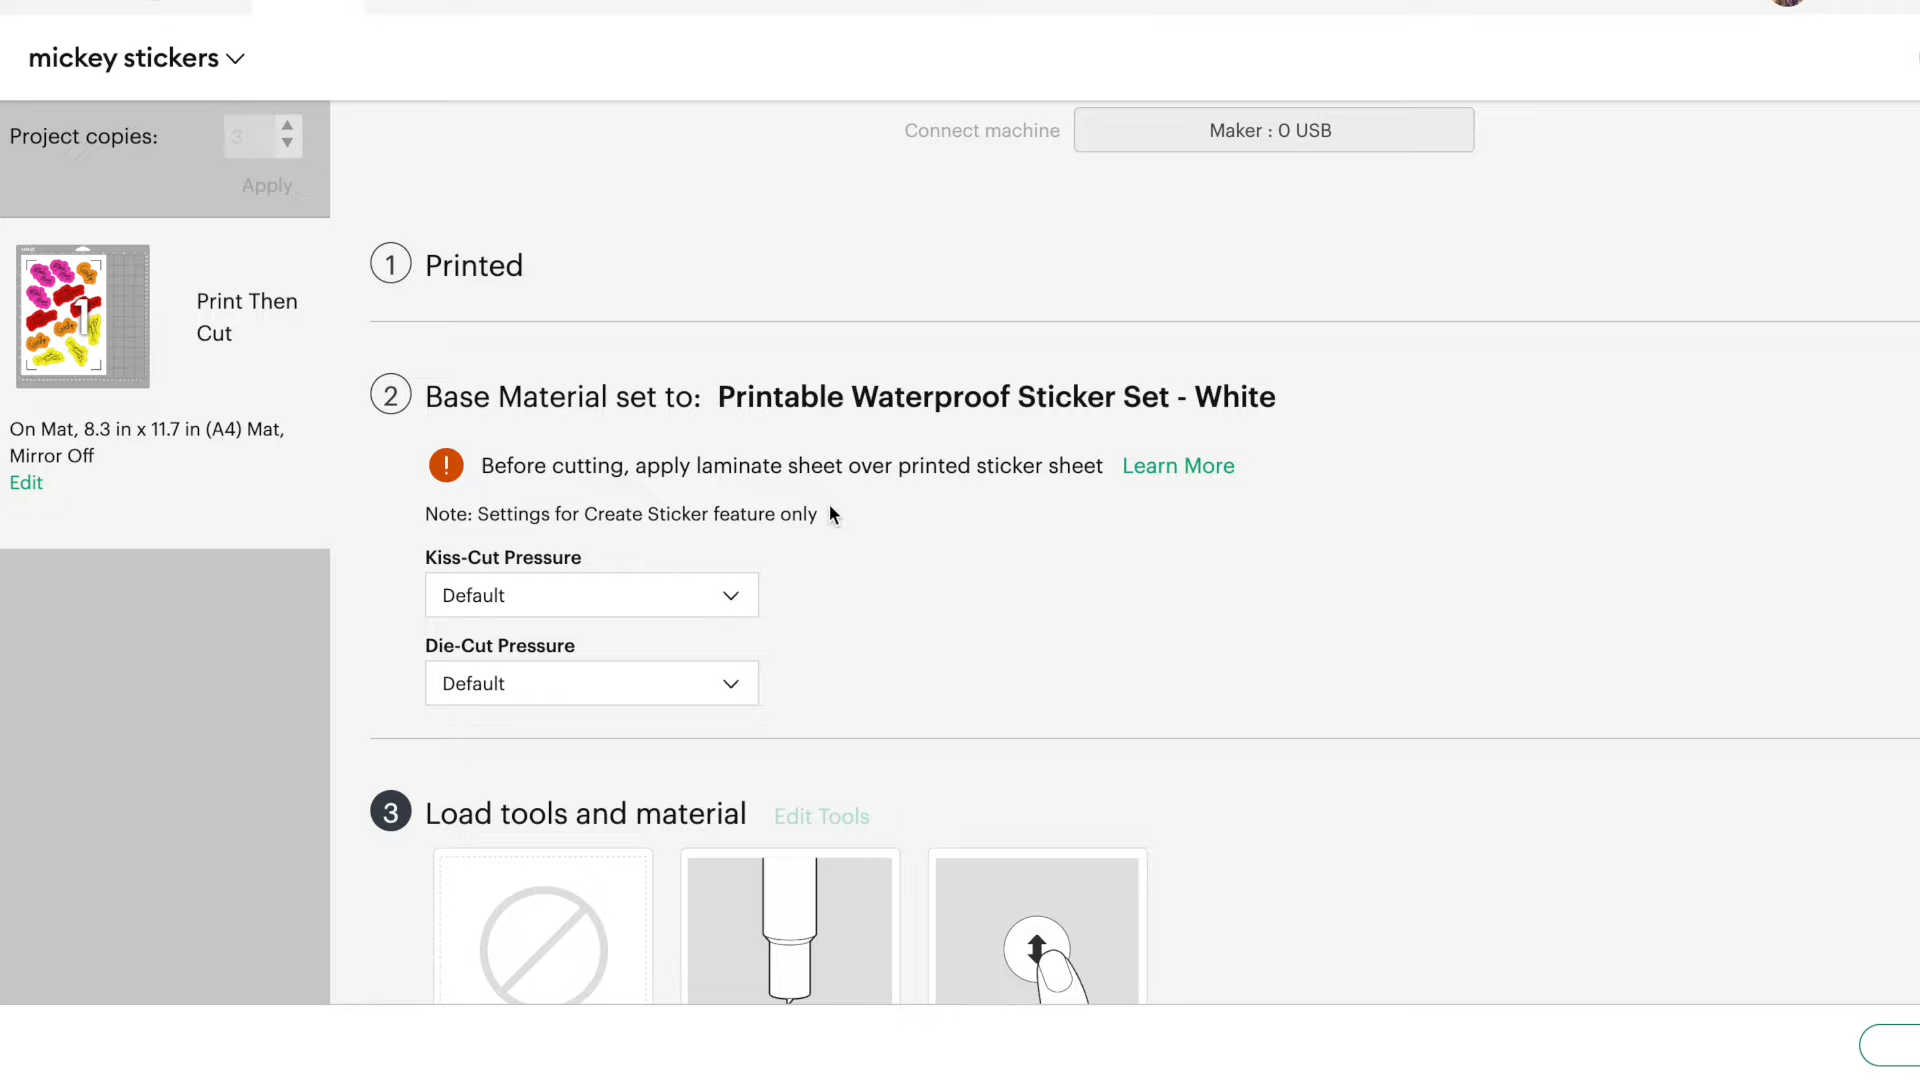 mickey stickers
Project copies:
3
Apply
Connect machine
Maker : 0 USB
1 Printed
Print Then
Cut
On Mat, 8.3 in x 11.7 in (A4) Mat,
Mirror Off
Edit
2 Base Material set to: Printable Waterproof Sticker Set - White
! Before cutting, apply laminate sheet over printed sticker sheet Learn More
Note: Settings for Create Sticker feature only
Kiss-Cut Pressure
Default
Die-Cut Pressure
Default
3 Load tools and material Edit Tools
1